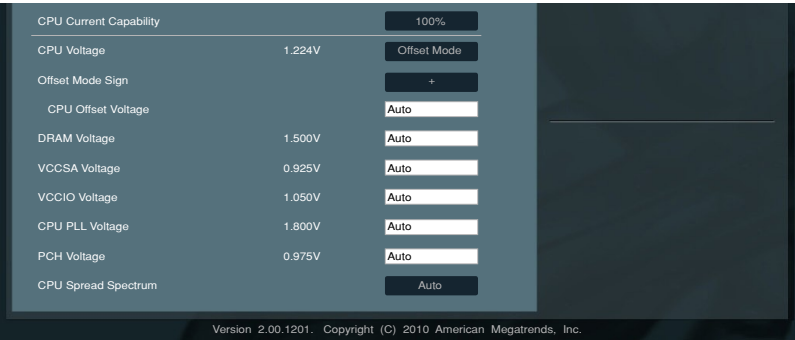 CPU Current Capability 100%
CPU Voltage 1.224V Offset Mode
Offset Mode Sign +
CPU Offset Voltage Auto
DRAM Voltage 1.500V Auto
VCCSA Voltage 0.925V Auto
VCCIO Voltage 1.050V Auto
CPU PLL Voltage 1.800V Auto
PCH Voltage 0.975V Auto
CPU Spread Spectrum Auto
Version 2.00.1201. Copyright (C) 2010 American Megatrends, Inc.